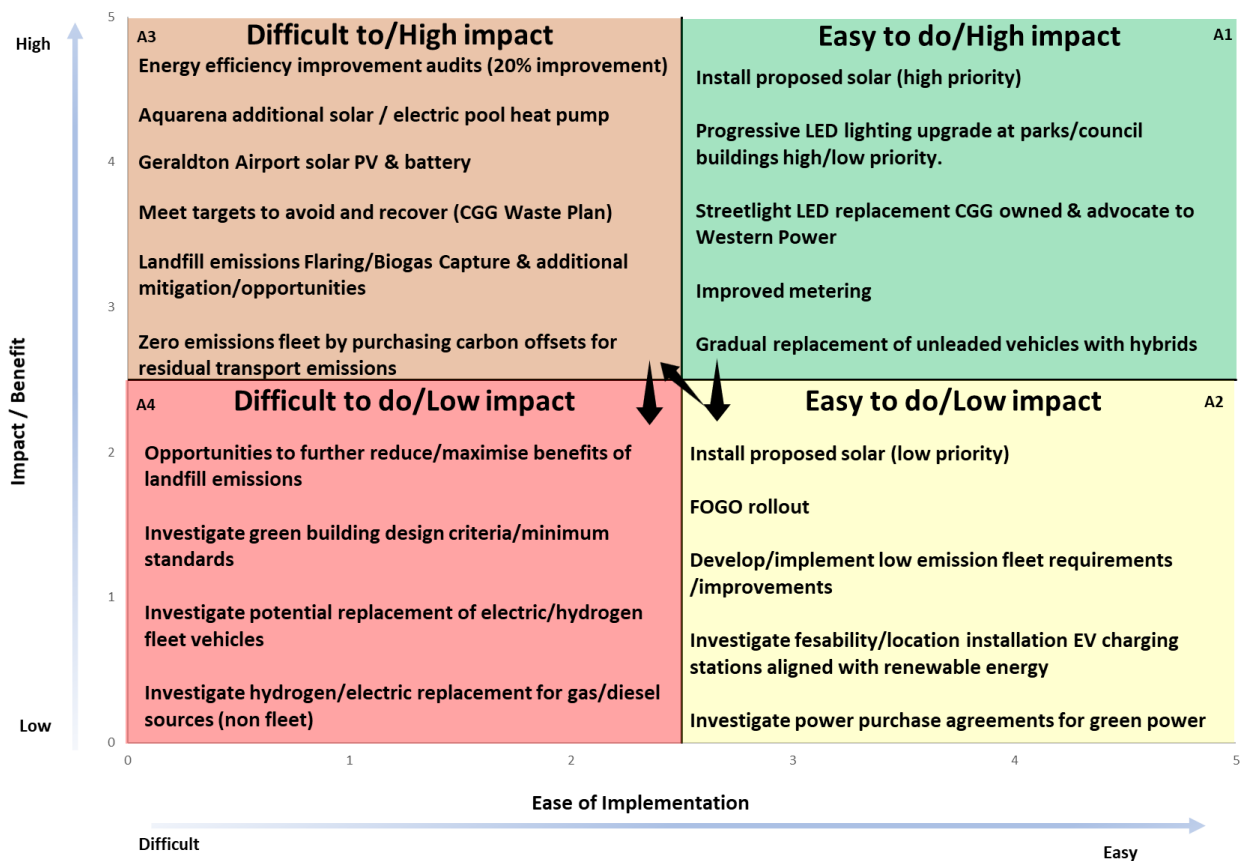 5
High
A3
Difficult to/High impact
Energy efficiency improvement audits (20% improvement)
Aquarena additional solar / electric pool heat pump
Geraldton Airport solar PV & battery
Meet targets to avoid and recover (CGG Waste Plan)
Landfill emissions Flaring/Biogas Capture & additional
mitigation/opportunities
Zero emissions fleet by purchasing carbon offsets for
residual transport emissions
Easy to do/High impact
A1
Install proposed solar (high priority)
Progressive LED lighting upgrade at parks/council
buildings high/low priority.
Streetlight LED replacement CGG owned & advocate to
Western Power
Improved metering
Gradual replacement of unleaded vehicles with hybrids
4
3
Impact / Benefit
A4
Difficult to do/Low impact
Opportunities to further reduce/maximise benefits of
landfill emissions
Investigate green building design criteria/minimum
standards
Investigate potential replacement of electric/hydrogen
fleet vehicles
Investigate hydrogen/electric replacement for gas/diesel
sources (non fleet)
Easy to do/Low impact
A2
Install proposed solar (low priority)
FOGO rollout
Develop/implement low emission fleet requirements
/improvements
Investigate fesability/location installation EV charging
stations aligned with renewable energy
Investigate power purchase agreements for green power
2
1
Low
0
0 1 2 3 4 5
Ease of Implementation
Difficult
Easy